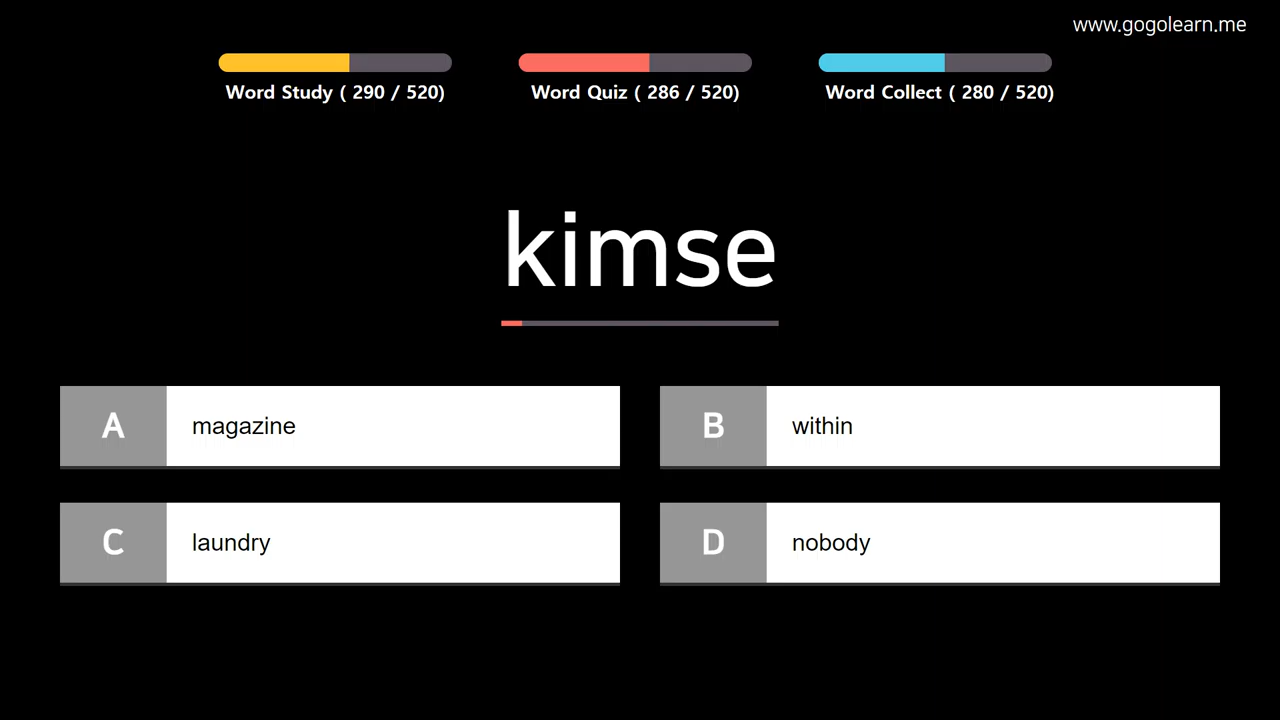 www.gogolearn.me
Word Study ( 290 / 520)
Word Quiz ( 286 / 520)
Word Collect ( 280 / 520)
kimse
A magazine
B within
C laundry
D nobody